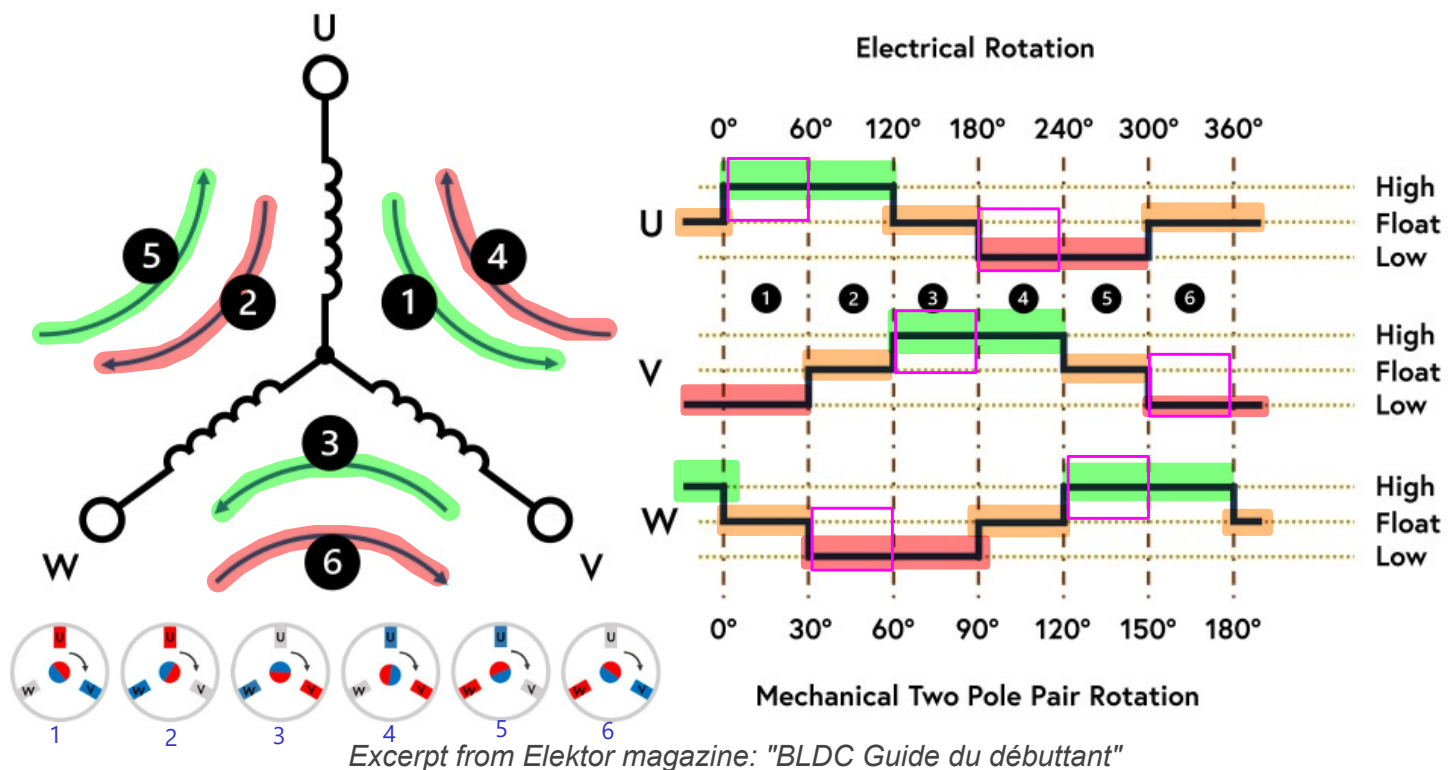 U
W
V
5
2
1
4
3
6
Electrical Rotation
0° 60° 120° 180° 240° 300° 360°
U
High
Float
Low
1 2 3 4 5 6
V
High
Float
Low
W
High
Float
Low
0° 30° 60° 90° 120° 150° 180°
Mechanical Two Pole Pair Rotation
U U U U U U
W V W V W V W V W V W V
1 2 3 4 5 6
Excerpt from Elektor magazine: "BLDC Guide du débuttant"